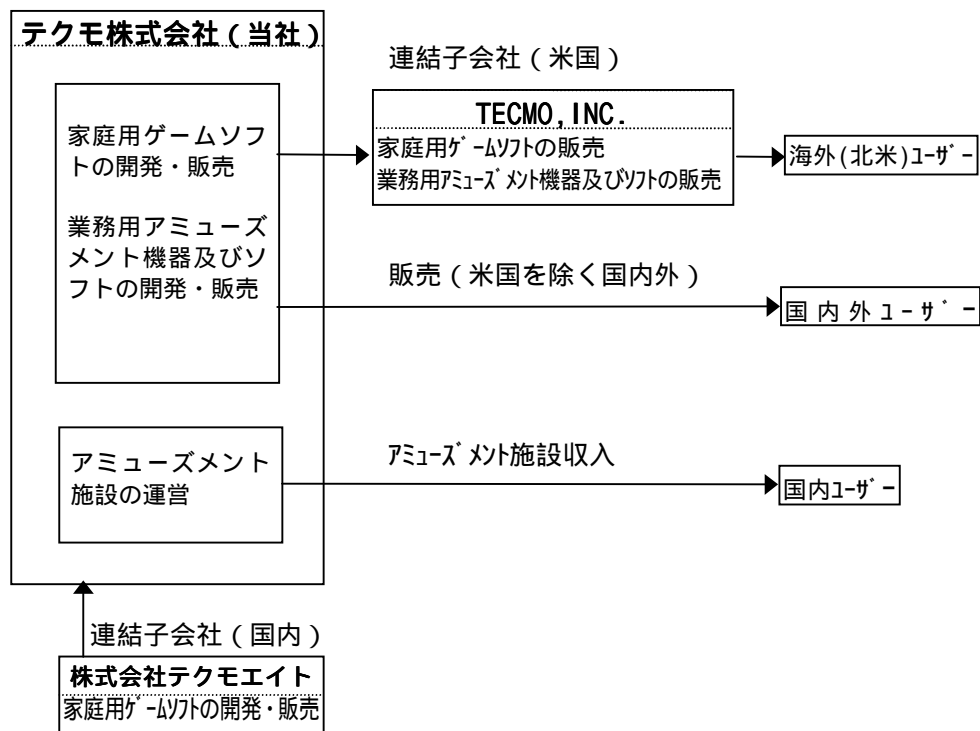 テクモ株式会社(当社)
連結子会社(米国)
TECMO,INC.
家庭用ゲームソフトの販売
業務用アミューズメント機器及びソフトの販売
海外(北米)ユーザー
家庭用ゲームソフ
トの開発・販売
業務用アミューズ
メント機器及びソ
フトの開発・販売
販売(米国を除く国内外)
国内外ユーザー
アミューズメント
施設の運営
アミューズメント施設収入
国内ユーザー
連結子会社(国内)
株式会社テクモエイト
家庭用ゲームソフトの開発・販売